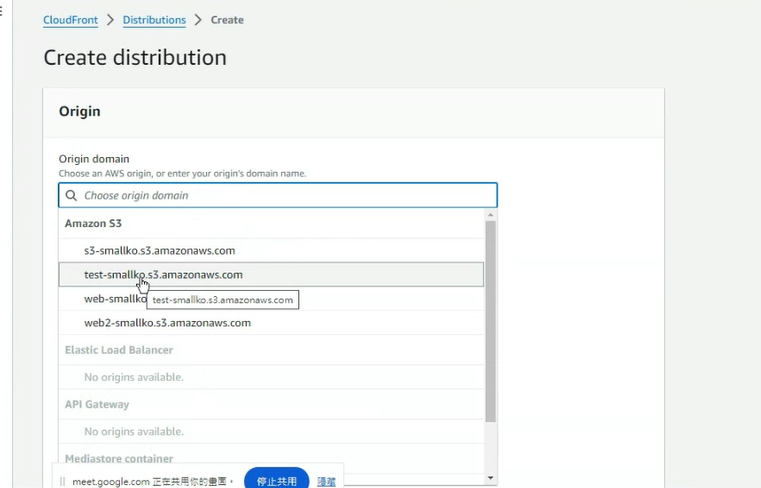 CloudFront > Distributions > Create
Create distribution
Origin
Origin domain
Choose an AWS origin, or enter your origin's domain name.
Choose origin domain
Amazon S3
s3-smallko.s3.amazonaws.com
test-smallko.s3.amazonaws.com
web-smallko
test-smallko.s3.amazonaws.com
web2-smallko.s3.amazonaws.com
Elastic Load Balancer
No origins available.
API Gateway
No origins available.
Mediastore container
meet.google.com 正在共用你的畫面。 停止共用 隱藏